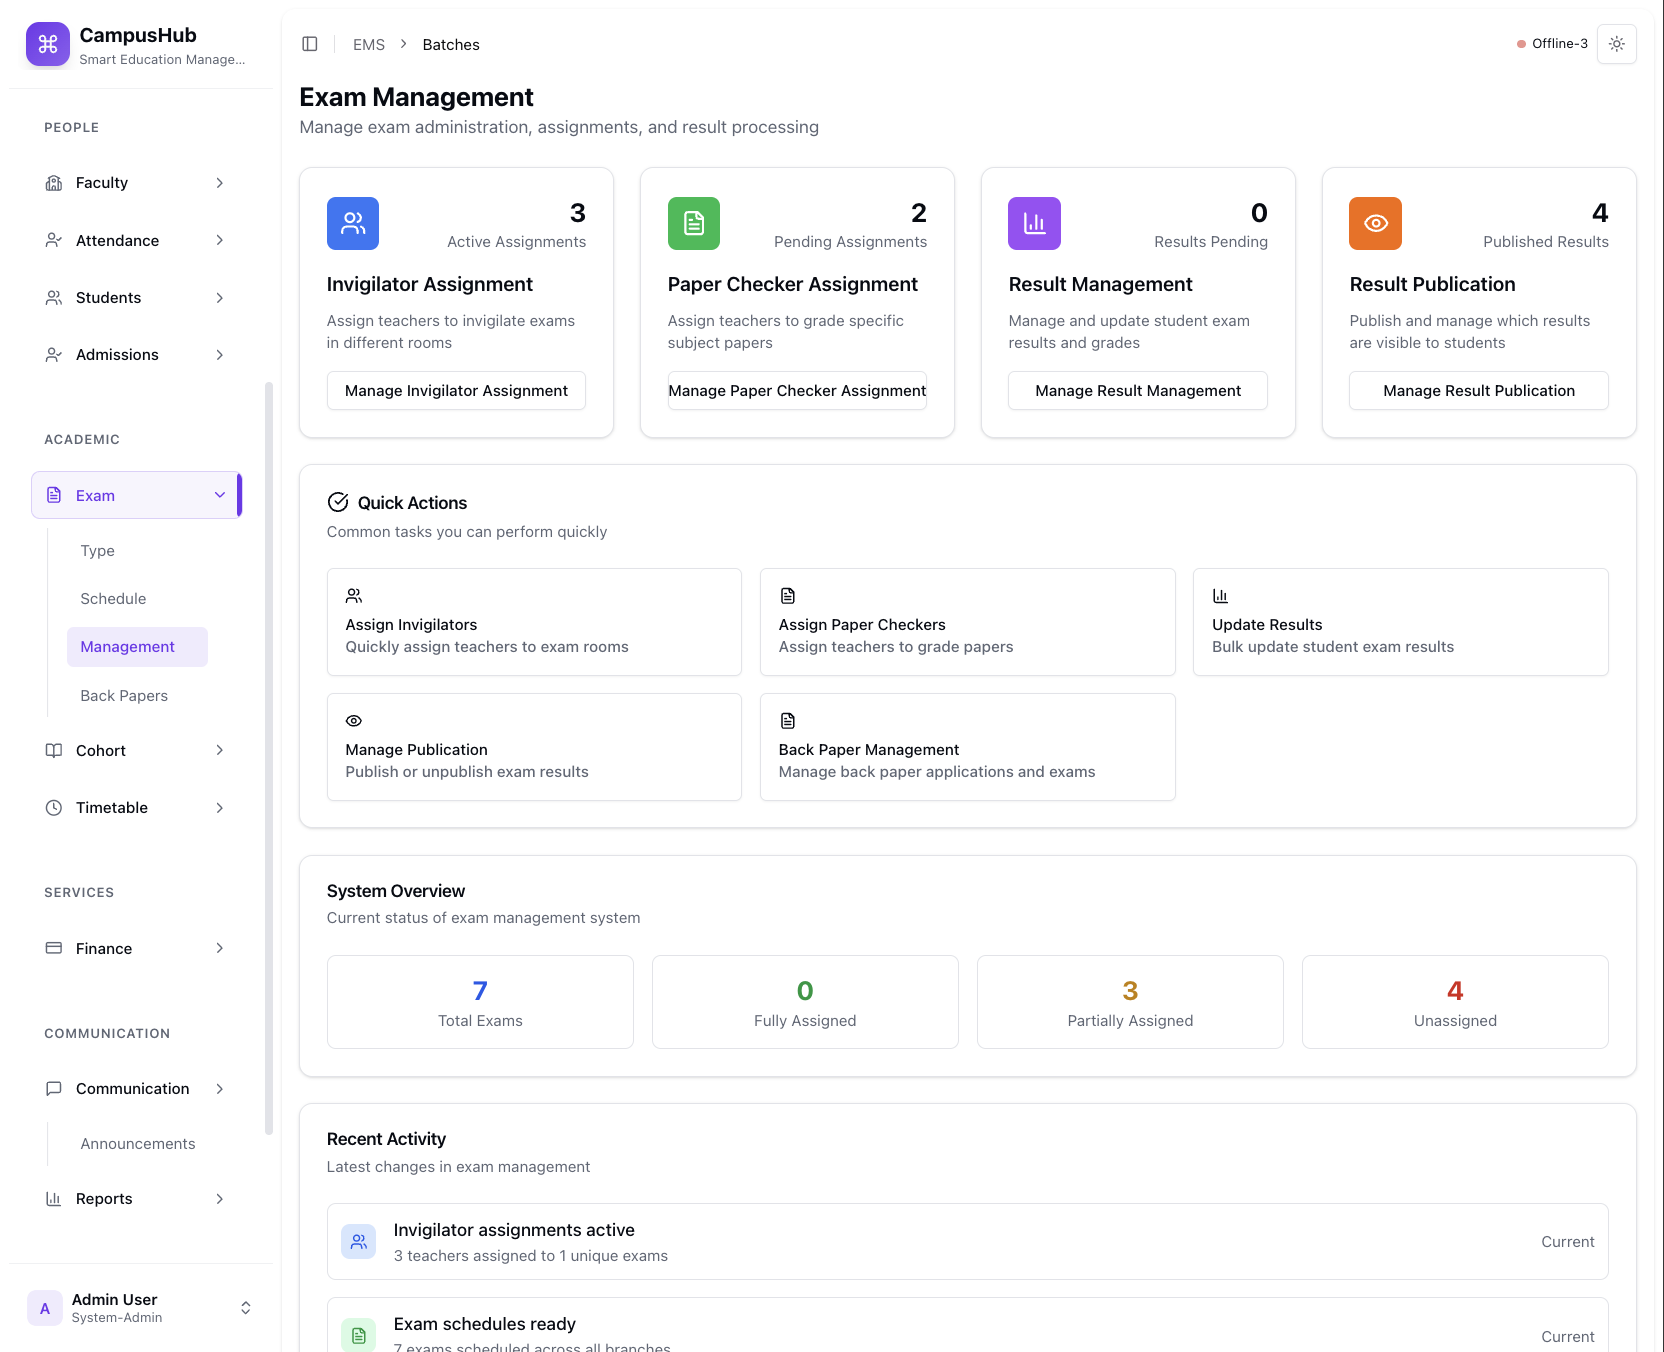 CampusHub
Smart Education Manage...
PEOPLE
Faculty
Attendance
Students
Admissions
ACADEMIC
Exam
Type
Schedule
Management
Back Papers
Cohort
Timetable
SERVICES
Finance
COMMUNICATION
Communication
Announcements
Reports
A
Admin User
System-Admin
EMS
Batches
Offline-3
Exam Management
Manage exam administration, assignments, and result processing
3
Active Assignments
Invigilator Assignment
Assign teachers to invigilate exams
in different rooms
Manage Invigilator Assignment
2
Pending Assignments
Paper Checker Assignment
Assign teachers to grade specific
subject papers
Manage Paper Checker Assignment
0
Results Pending
Result Management
Manage and update student exam
results and grades
Manage Result Management
4
Published Results
Result Publication
Publish and manage which results
are visible to students
Manage Result Publication
Quick Actions
Common tasks you can perform quickly
Assign Invigilators
Quickly assign teachers to exam rooms
Assign Paper Checkers
Assign teachers to grade papers
Update Results
Bulk update student exam results
Manage Publication
Publish or unpublish exam results
Back Paper Management
Manage back paper applications and exams
System Overview
Current status of exam management system
7
Total Exams
0
Fully Assigned
3
Partially Assigned
4
Unassigned
Recent Activity
Latest changes in exam management
Invigilator assignments active
3 teachers assigned to 1 unique exams
Current
Exam schedules ready
7 exams scheduled across all branches
Current